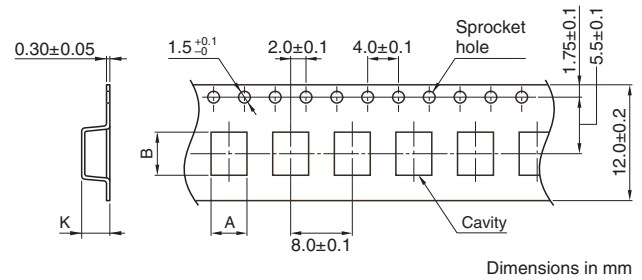 Sprocket
hole
0.30±0.05
1.5 +0.1 −0
2.0±0.1
4.0±0.1
1.75±0.1
5.5±0.1
12.0±0.2
B
K
A
8.0±0.1
Cavity
Dimensions in mm